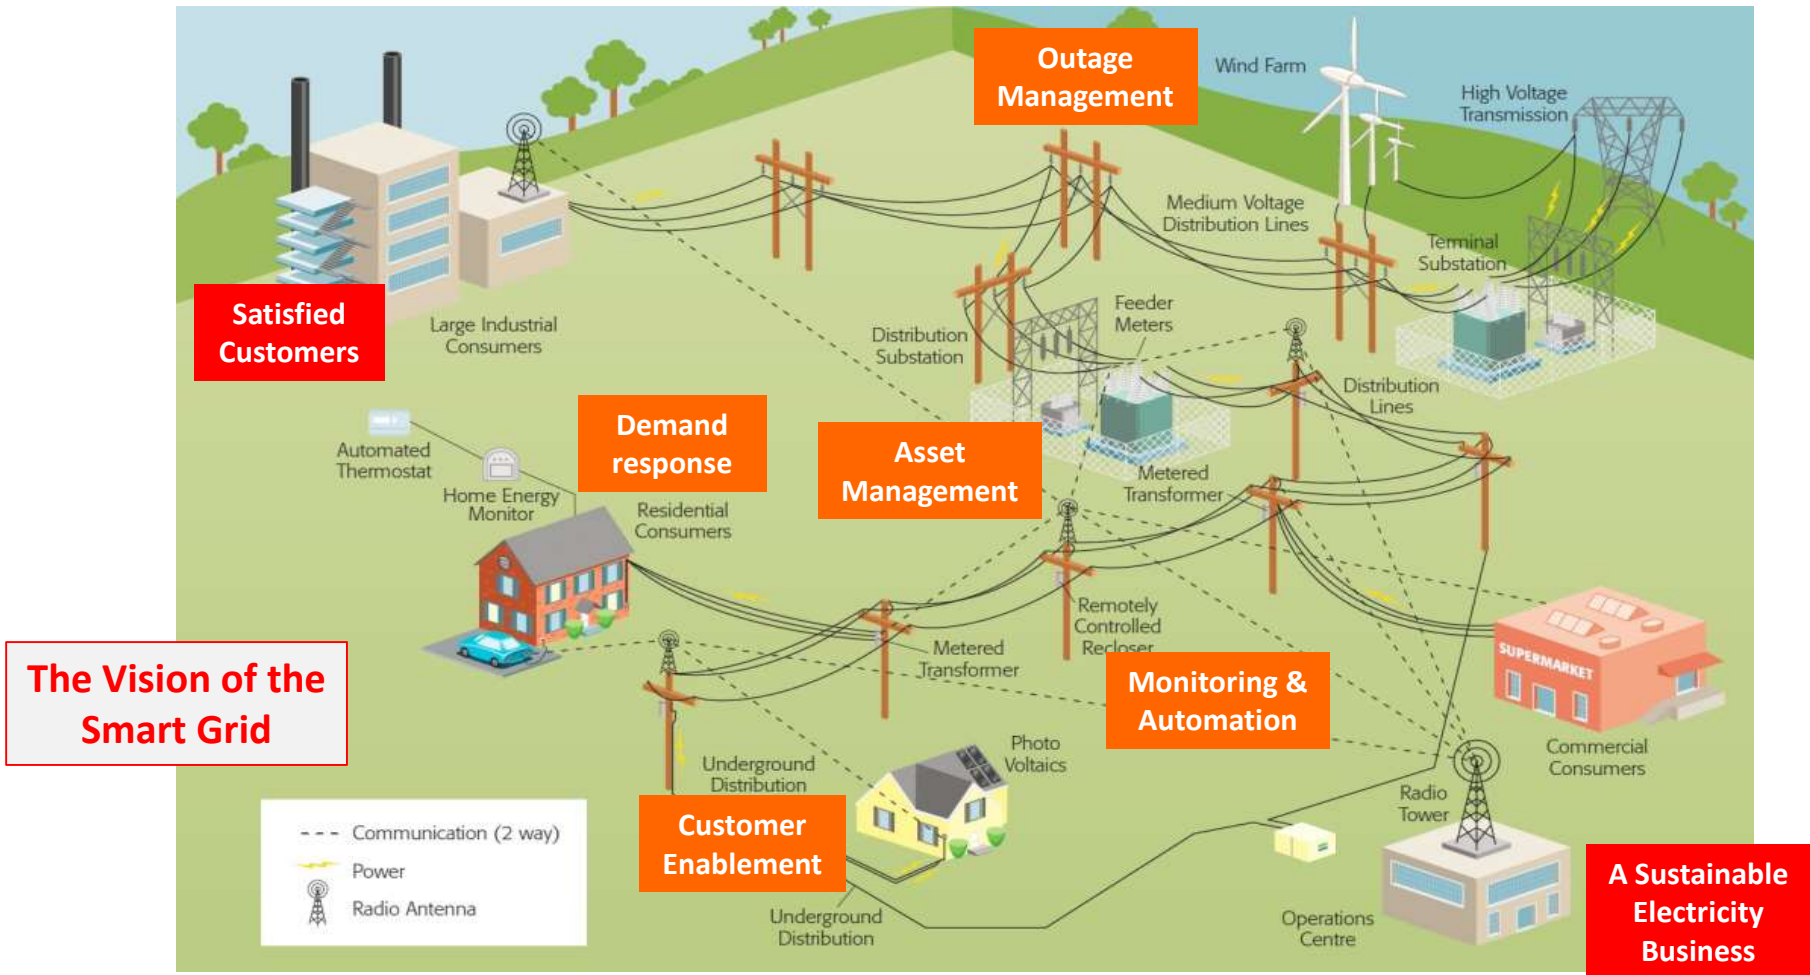 Outage
Management
Wind Farm
High Voltage
Transmission
Medium Voltage
Distribution Lines
Terminal
Substation
Satisfied
Customers
Large Industrial
Consumers
Distribution
Substation
Feeder
Meters
Distribution
Lines
Automated
Thermostat
Home Energy
Monitor
Demand
response
Residential
Consumers
Asset
Management
Metered
Transformer
Remotely
Controlled
Recloser
Metered
Transformer
SUPERMARKET
The Vision of the
Smart Grid
Monitoring &
Automation
Commercial
Consumers
Underground
Distribution
Photo
Voltaics
Radio
Tower
Communication (2 way)
Power
Radio Antenna
Customer
Enablement
Underground
Distribution
Operations
Centre
A Sustainable
Electricity
Business